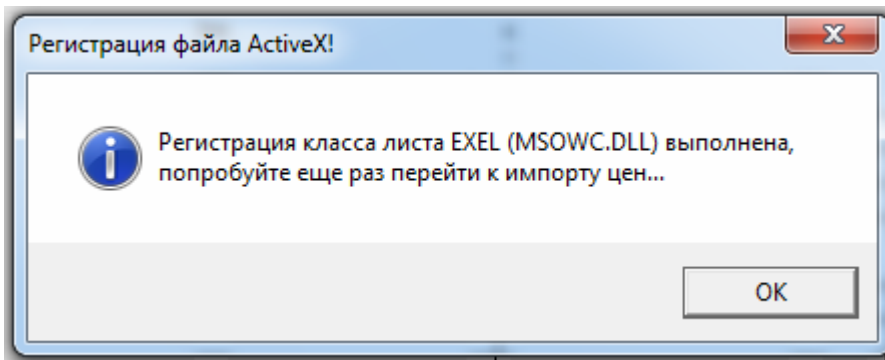 Регистрация файла ActiveX!
Регистрация класса листа EXEL (MSOWC.DLL) выполнена,
попробуйте еще раз перейти к импорту цен...
OK